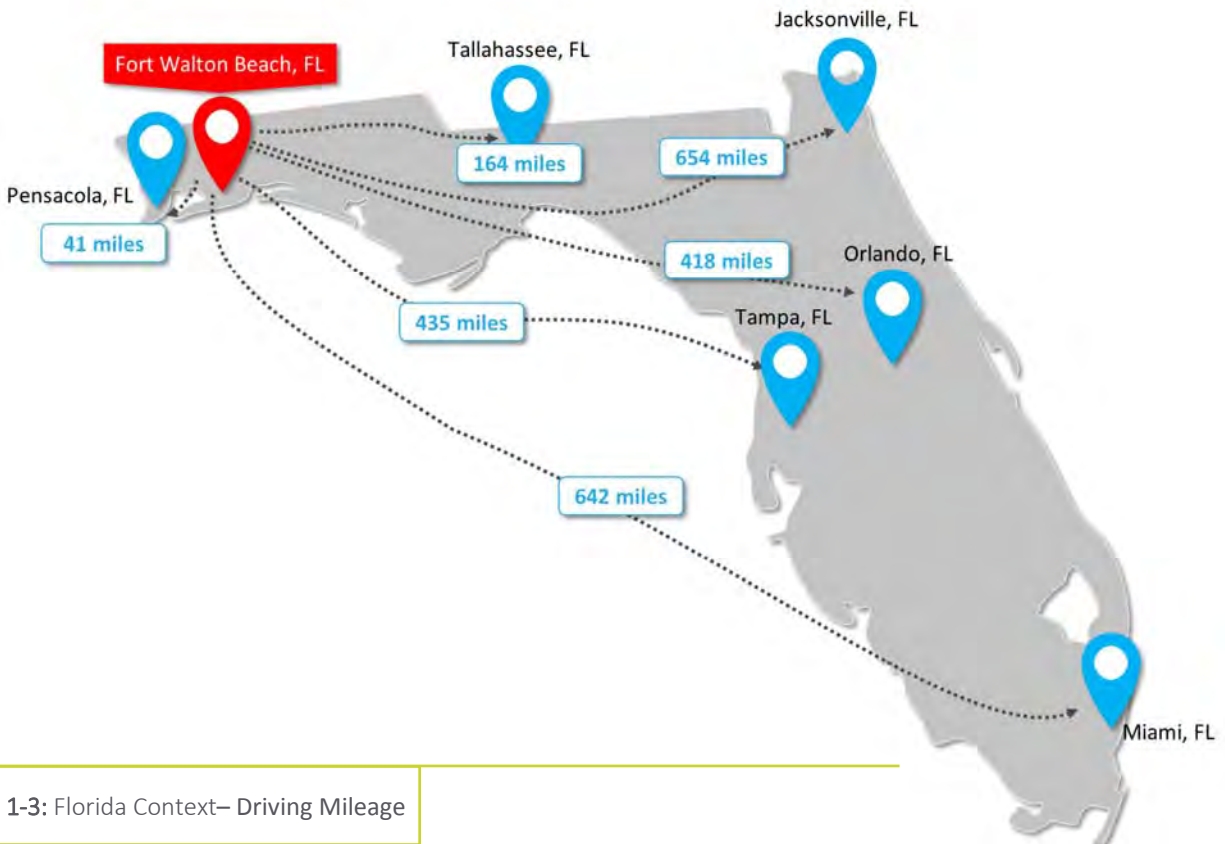 Jacksonville, FL
Tallahassee, FL
Fort Walton Beach, FL
164 miles
654 miles
Pensacola, FL
41 miles
418 miles
Orlando, FL
435 miles
Tampa, FL
642 miles
Miami, FL
1-3: Florida Context– Driving Mileage